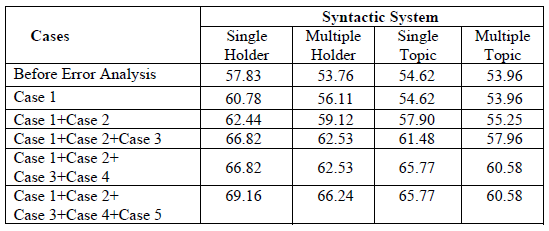 Cases Syntactic System
Single Holder Multiple Holder Single Topic Multiple Topic
Before Error Analysis 57.83 53.76 54.62 53.96
Case 1 60.78 56.11 54.62 53.96
Case 1+Case 2 62.44 59.12 57.90 55.25
Case 1+Case 2+Case 3 66.82 62.53 61.48 57.96
Case 1+Case 2+
Case 3+Case 4 66.82 62.53 65.77 60.58
Case 1+Case 2+ 69.16 66.24 65.77 60.58
Case 3+Case 4+Case 5